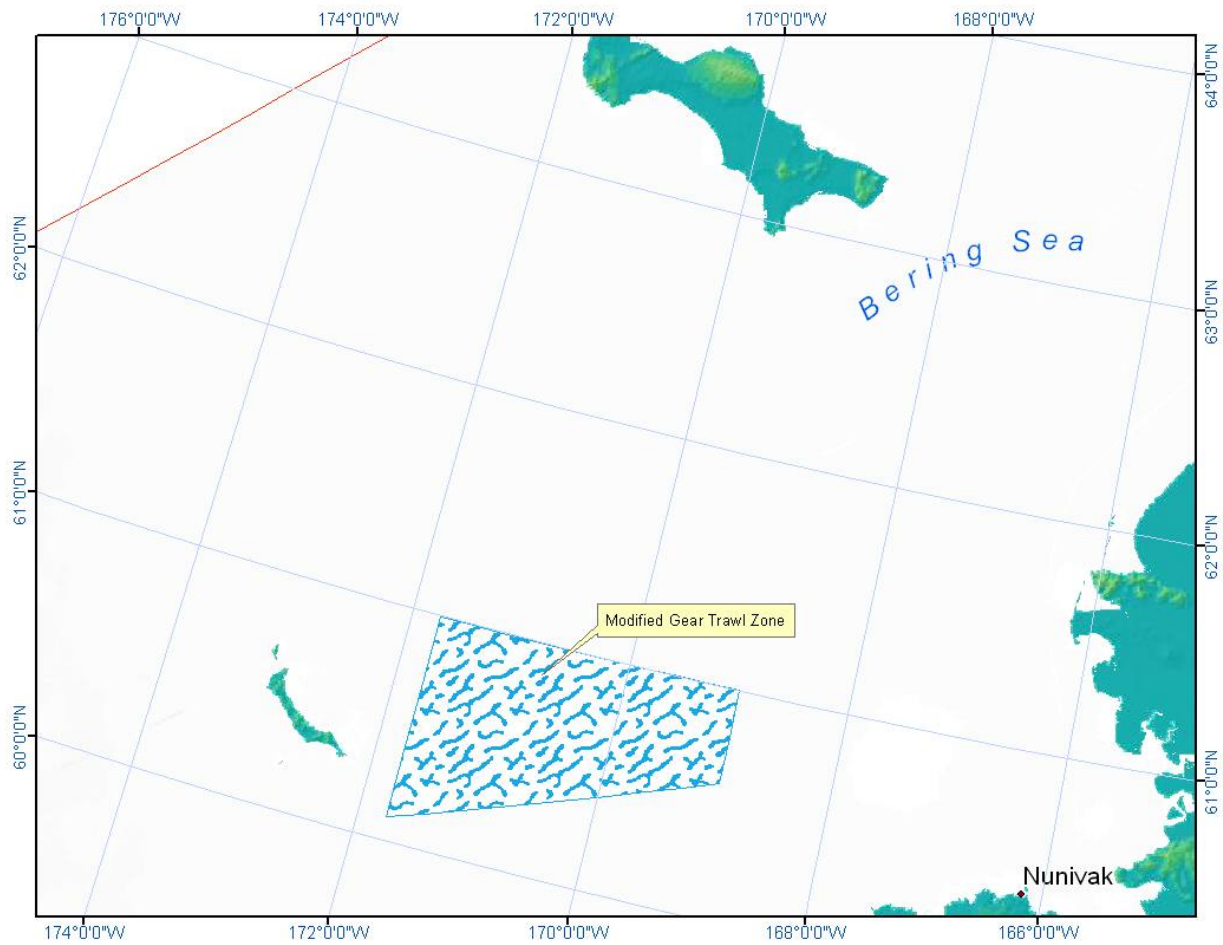 176°0'0"W 174°0'0"W 172°0'0"W 170°0'0"W 168°0'0"W
64°0'0"N
62°0'0"N
Bering Sea
63°0'0"N
61°0'0"N
62°0'0"N
Modified Gear Trawl Zone
60°0'0"N
61°0'0"N
Nunivak
174°0'0"W 172°0'0"W 170°0'0"W 168°0'0"W 166°0'0"W